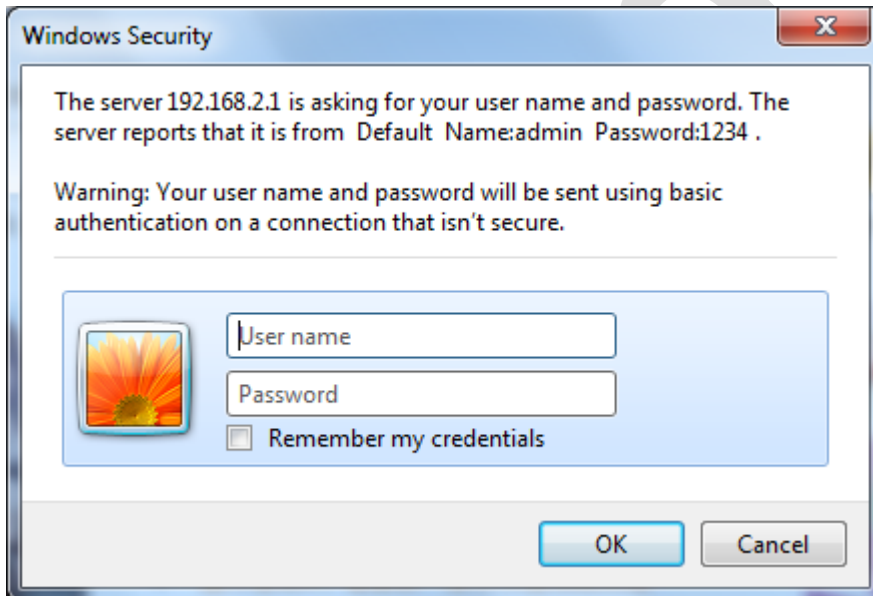 Windows Security
The server 192.168.2.1 is asking for your user name and password. The
server reports that it is from  Default  Name:admin  Password:1234 .
Warning: Your user name and password will be sent using basic
authentication on a connection that isn't secure.
User name
Password
Remember my credentials
OK
Cancel